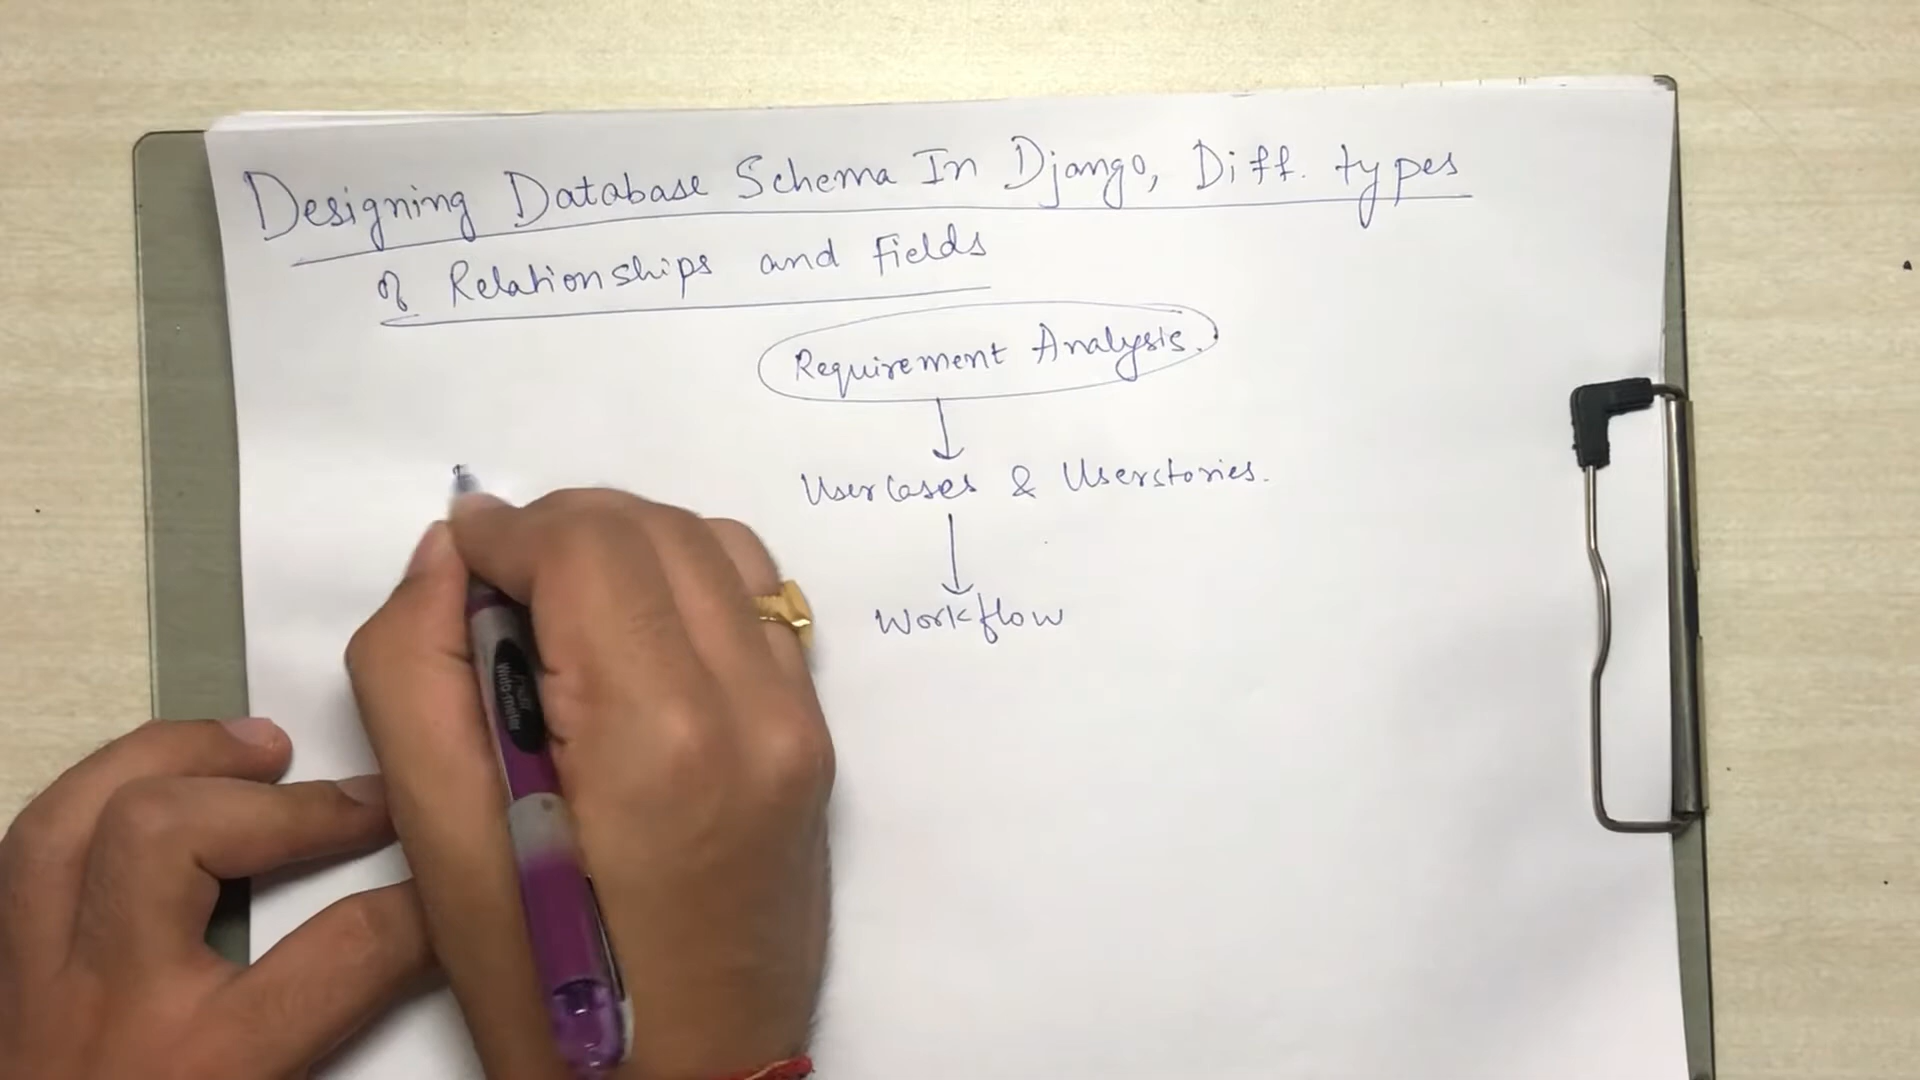 Designing Database Schema In Django, Diff. types
of Relationships and fields
Requirement Analysis.
Usercases & Userstories.
Workflow